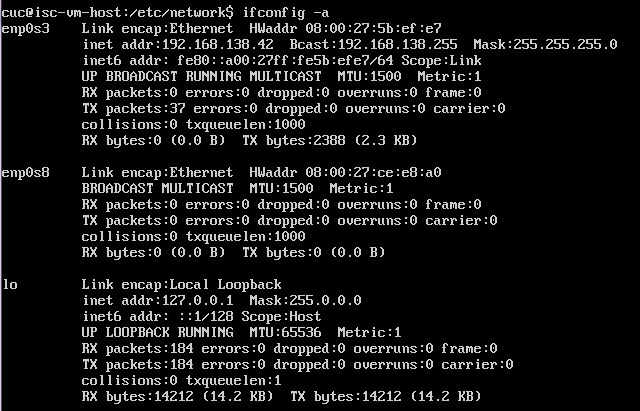 cuc@isc-vm-host:/etc/network$ ifconfig -a
enp0s3    Link encap:Ethernet  HWaddr 08:00:27:5b:ef:e7
          inet addr:192.168.138.42  Bcast:192.168.138.255  Mask:255.255.255.0
          inet6 addr: fe80::a00:27ff:fe5b:efe7/64 Scope:Link
          UP BROADCAST RUNNING MULTICAST  MTU:1500  Metric:1
          RX packets:0 errors:0 dropped:0 overruns:0 frame:0
          TX packets:37 errors:0 dropped:0 overruns:0 carrier:0
          collisions:0 txqueuelen:1000
          RX bytes:0 (0.0 B)  TX bytes:2388 (2.3 KB)
enp0s8    Link encap:Ethernet  HWaddr 08:00:27:ce:e8:a0
          BROADCAST MULTICAST  MTU:1500  Metric:1
          RX packets:0 errors:0 dropped:0 overruns:0 frame:0
          TX packets:0 errors:0 dropped:0 overruns:0 carrier:0
          collisions:0 txqueuelen:1000
          RX bytes:0 (0.0 B)  TX bytes:0 (0.0 B)
lo        Link encap:Local Loopback
          inet addr:127.0.0.1  Mask:255.0.0.0
          inet6 addr: ::1/128 Scope:Host
          UP LOOPBACK RUNNING  MTU:65536  Metric:1
          RX packets:184 errors:0 dropped:0 overruns:0 frame:0
          TX packets:184 errors:0 dropped:0 overruns:0 carrier:0
          collisions:0 txqueuelen:1
          RX bytes:14212 (14.2 KB)  TX bytes:14212 (14.2 KB)